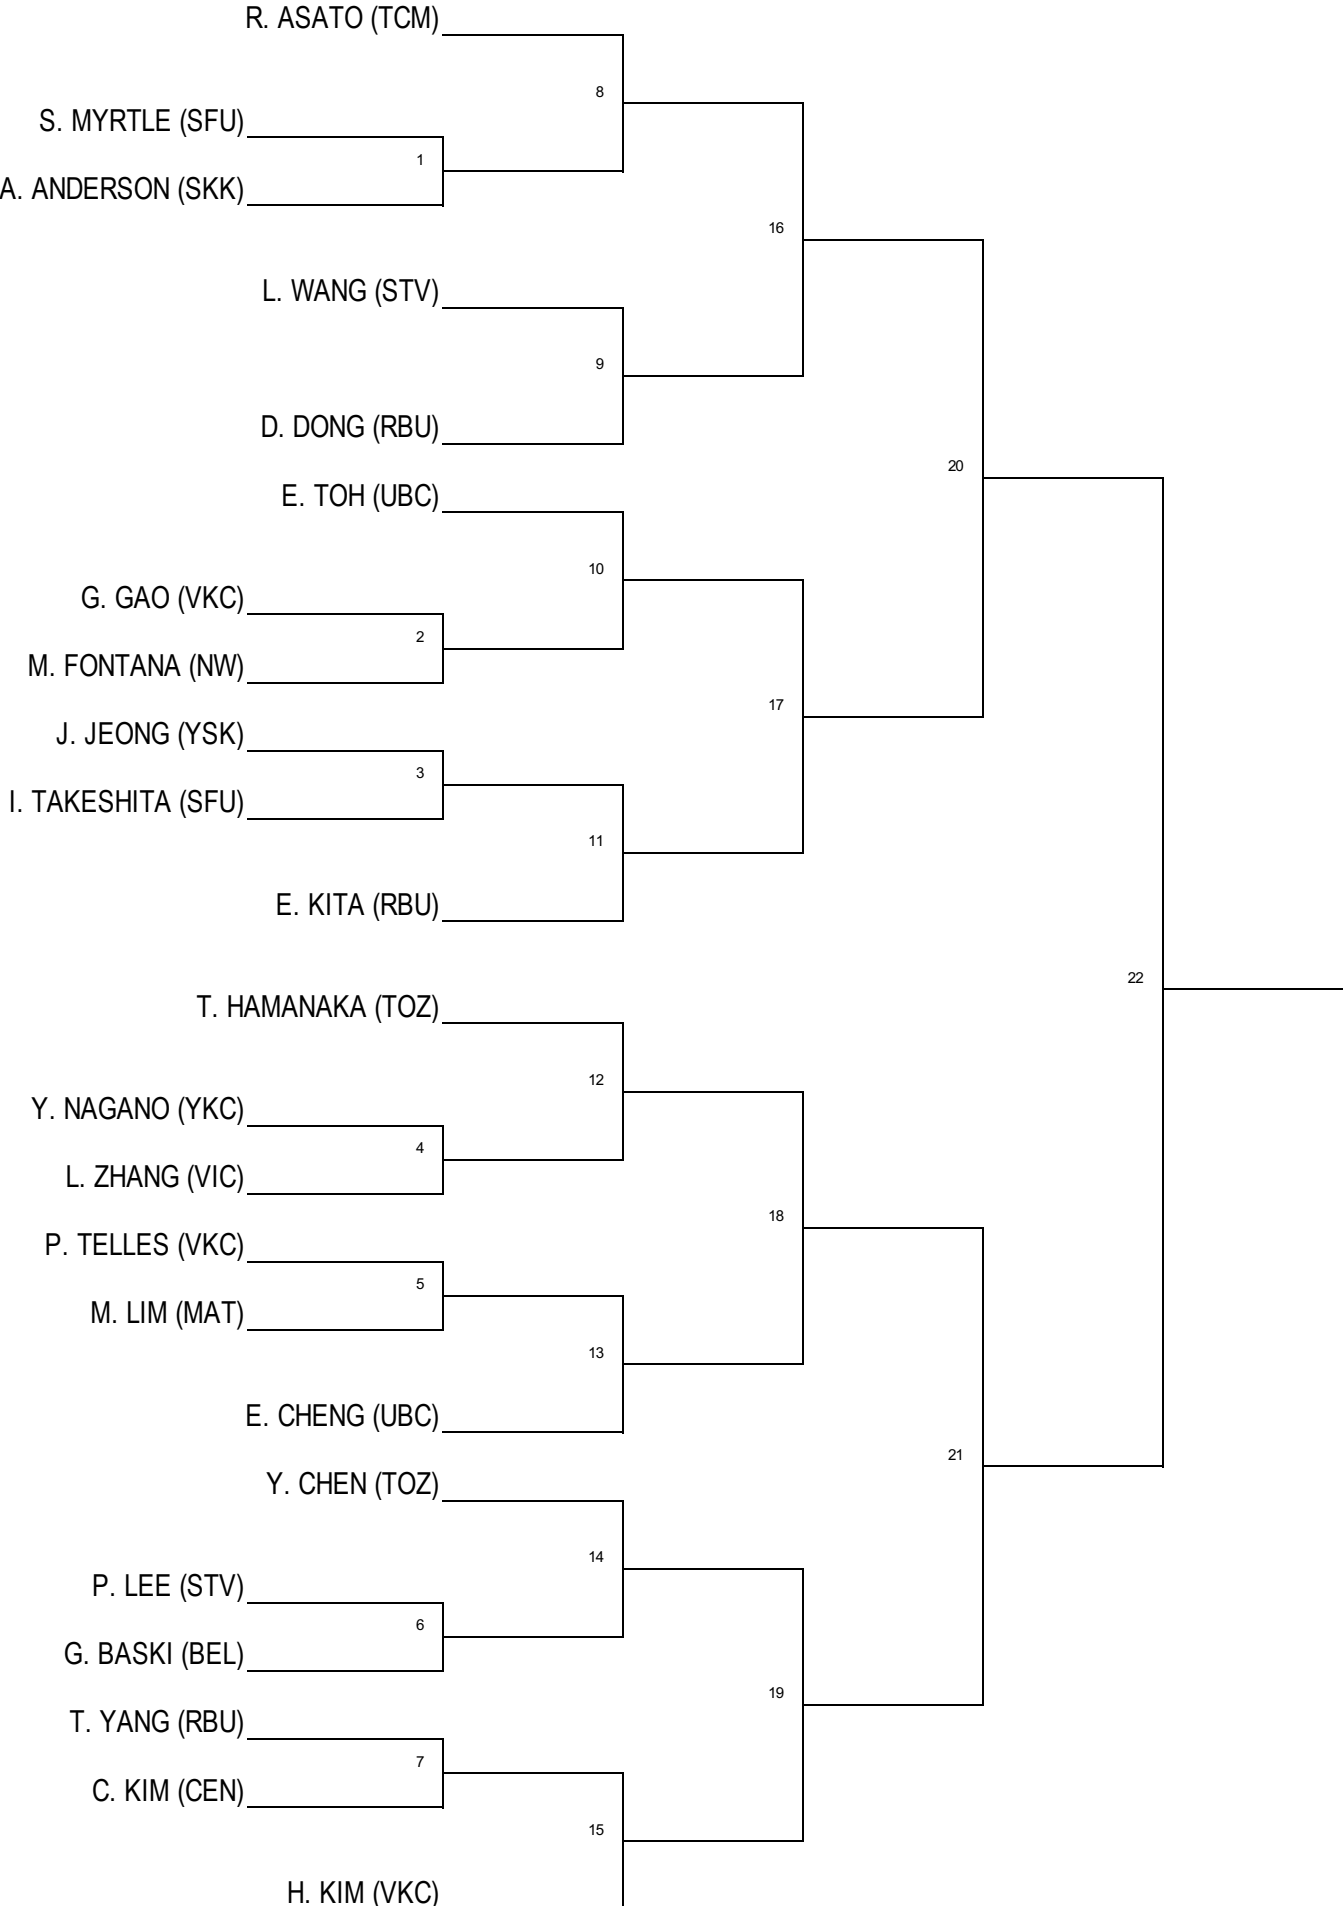 R. ASATO (TCM)
8
S. MYRTLE (SFU)
1
A. ANDERSON (SKK)
16
L. WANG (STV)
9
D. DONG (RBU)
20
E. TOH (UBC)
10
G. GAO (VKC)
2
M. FONTANA (NW)
17
J. JEONG (YSK)
3
I. TAKESHITA (SFU)
11
E. KITA (RBU)
22
T. HAMANAKA (TOZ)
12
Y. NAGANO (YKC)
4
L. ZHANG (VIC)
18
P. TELLES (VKC)
5
M. LIM (MAT)
13
E. CHENG (UBC)
21
Y. CHEN (TOZ)
14
P. LEE (STV)
6
G. BASKI (BEL)
19
T. YANG (RBU)
7
C. KIM (CEN)
15
H. KIM (VKC)